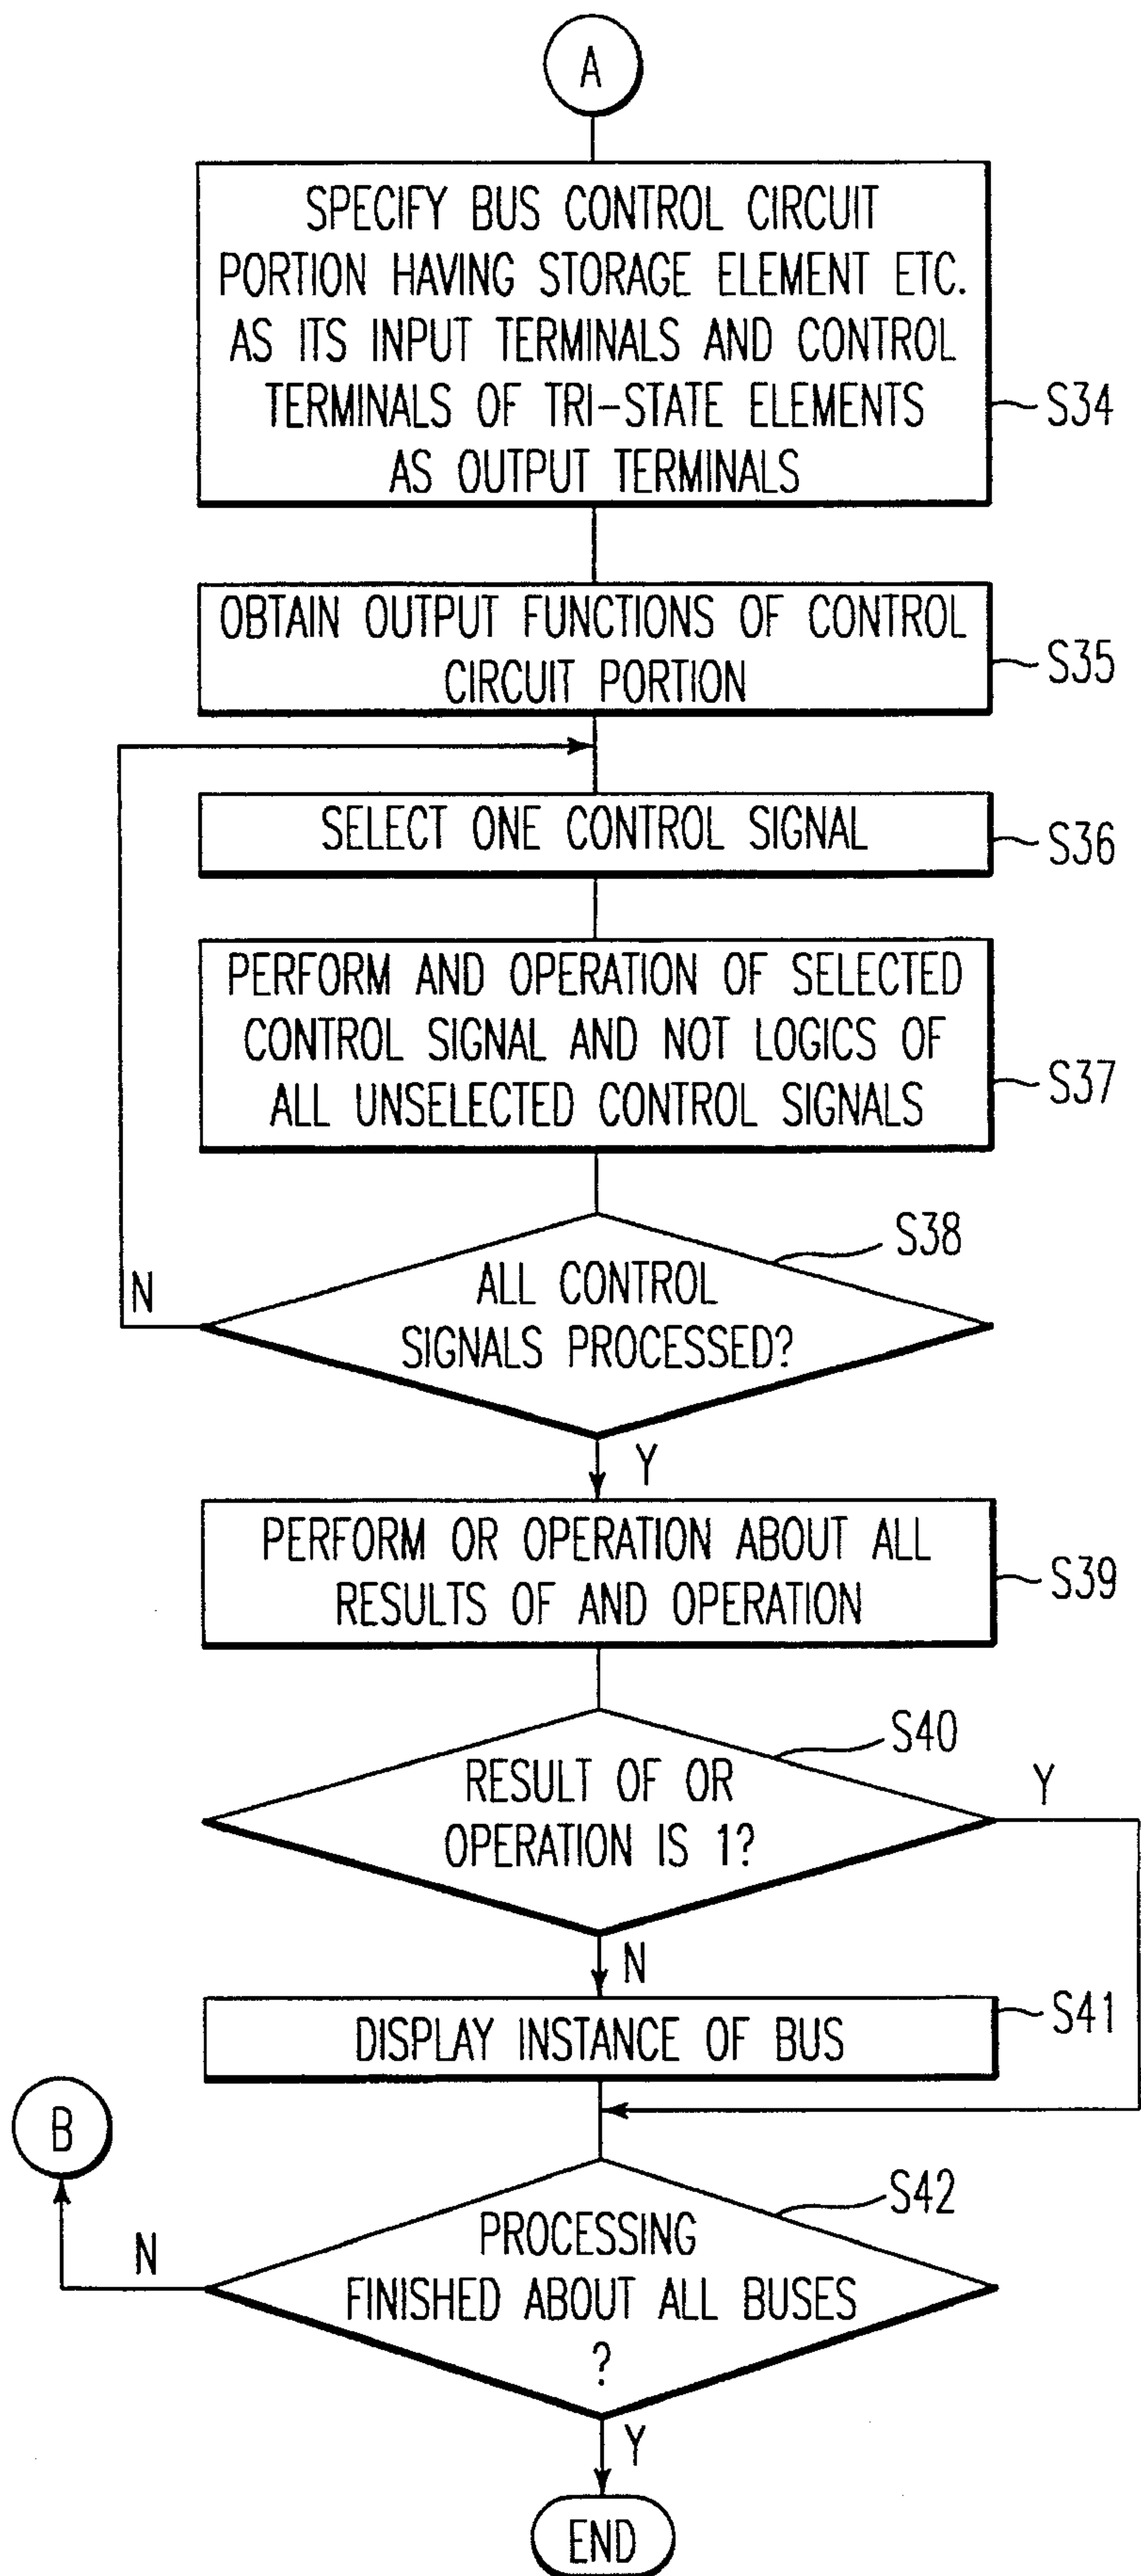 A
SPECIFY BUS CONTROL CIRCUIT
PORTION HAVING STORAGE ELEMENT ETC.
AS ITS INPUT TERMINALS AND CONTROL
TERMINALS OF TRI-STATE ELEMENTS
AS OUTPUT TERMINALS
S34
OBTAIN OUTPUT FUNCTIONS OF CONTROL
CIRCUIT PORTION
S35
SELECT ONE CONTROL SIGNAL
S36
PERFORM AND OPERATION OF SELECTED
CONTROL SIGNAL AND NOT LOGICS OF
ALL UNSELECTED CONTROL SIGNALS
S37
S38
ALL CONTROL
SIGNALS PROCESSED?
N
Y
PERFORM OR OPERATION ABOUT ALL
RESULTS OF AND OPERATION
S39
S40
RESULT OF OR
OPERATION IS 1?
Y
N
DISPLAY INSTANCE OF BUS
S41
B
S42
PROCESSING
FINISHED ABOUT ALL BUSES
?
N
Y
END